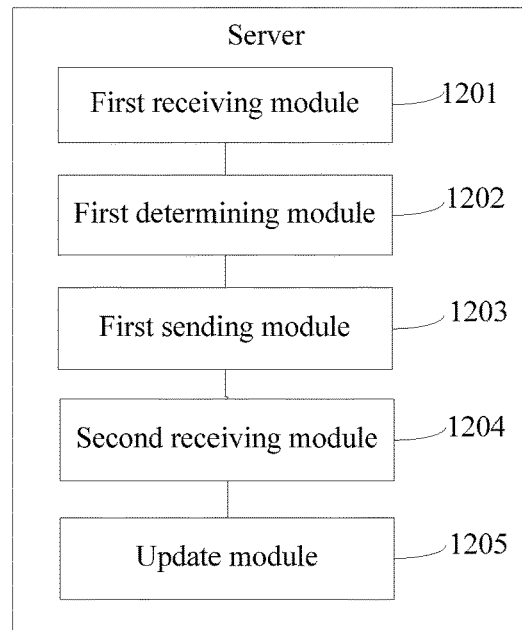 Server
First receiving module 1201
First determining module 1202
First sending module 1203
Second receiving module 1204
Update module 1205